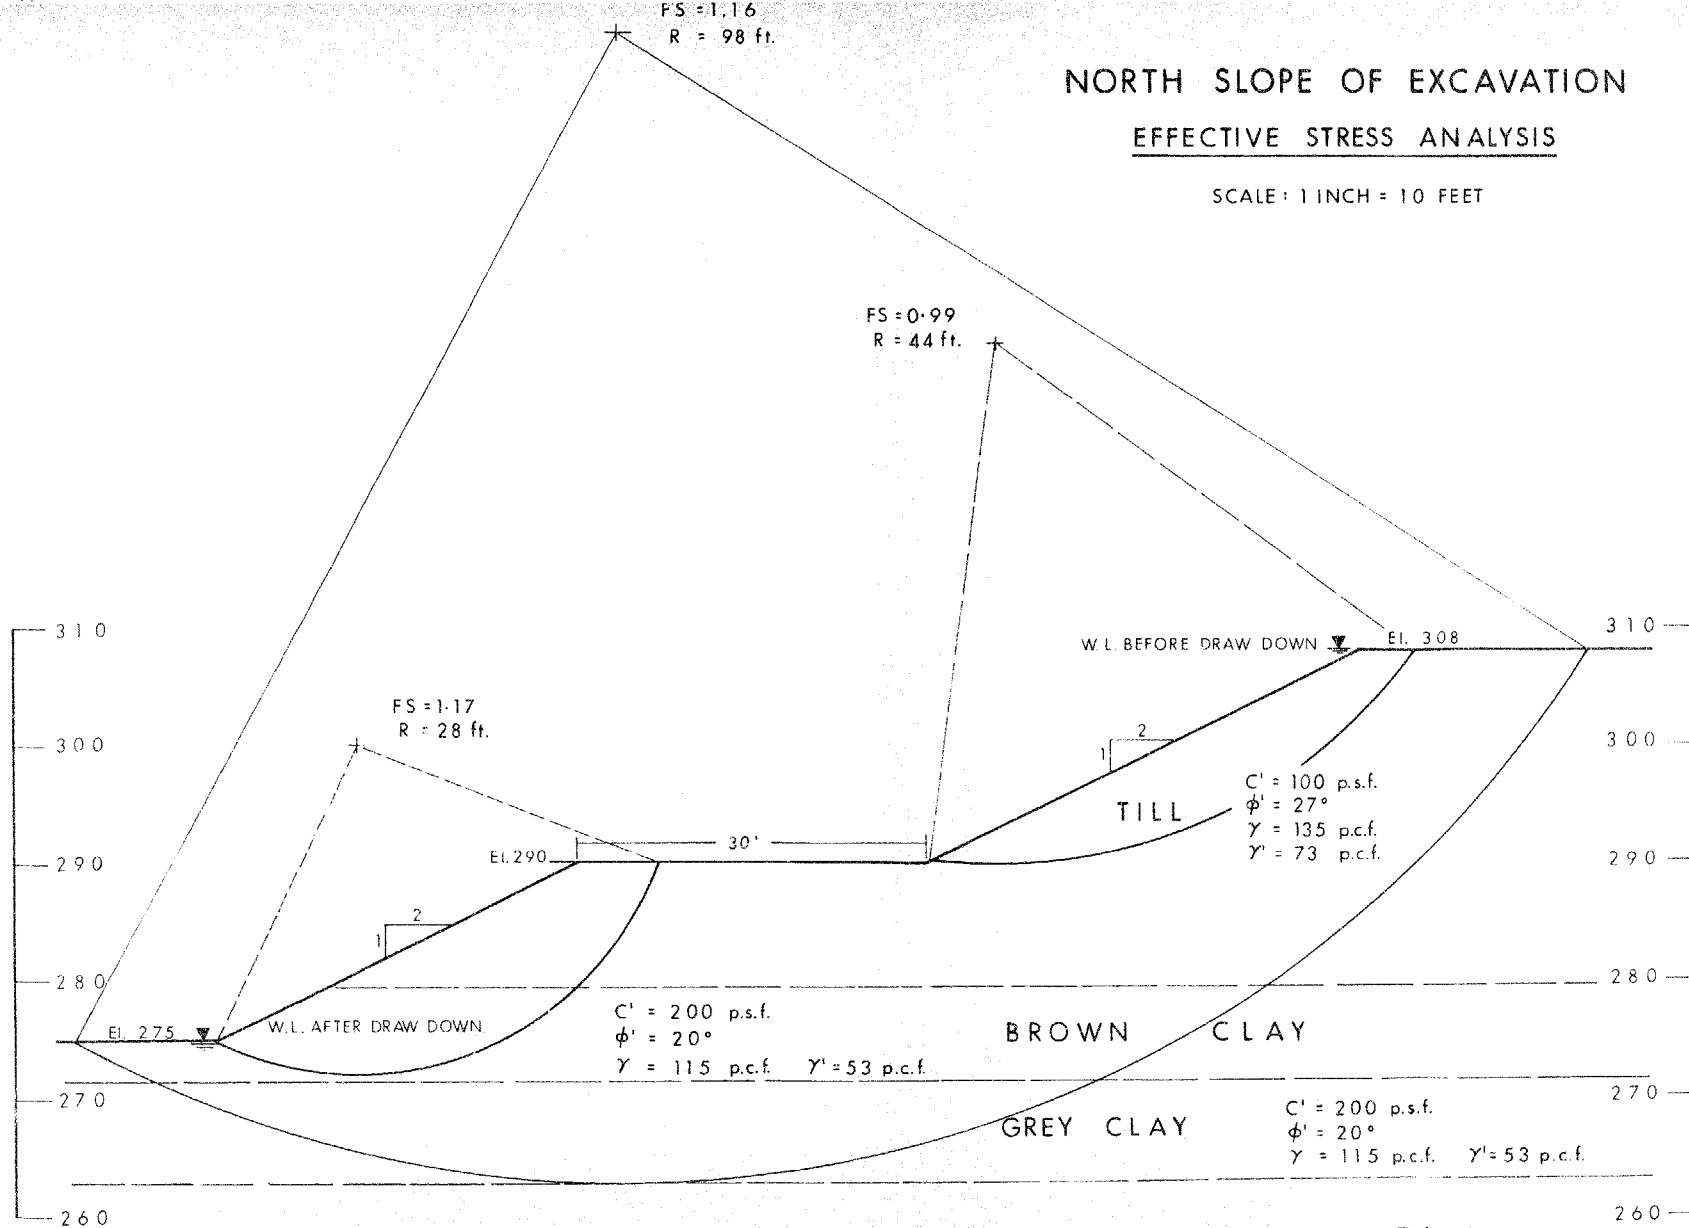 FS = 1.16
R = 98 ft.
NORTH SLOPE OF EXCAVATION
EFFECTIVE STRESS ANALYSIS
SCALE: 1 INCH = 10 FEET
FS = 0.99
R = 44 ft.
310
W.L. BEFORE DRAW DOWN
El. 308
310
FS = 1.17
R = 28 ft.
300
2
1
300
C' = 100 p.s.f.
φ' = 27°
γ = 135 p.c.f.
γ' = 73 p.c.f.
TILL
30'
El. 290
290
290
2
1
280
280
C' = 200 p.s.f.
φ' = 20°
γ = 115 p.c.f. γ' = 53 p.c.f.
El. 275
W.L. AFTER DRAW DOWN
BROWN CLAY
270
270
GREY CLAY
C' = 200 p.s.f.
φ' = 20°
γ = 115 p.c.f. γ' = 53 p.c.f.
260
260